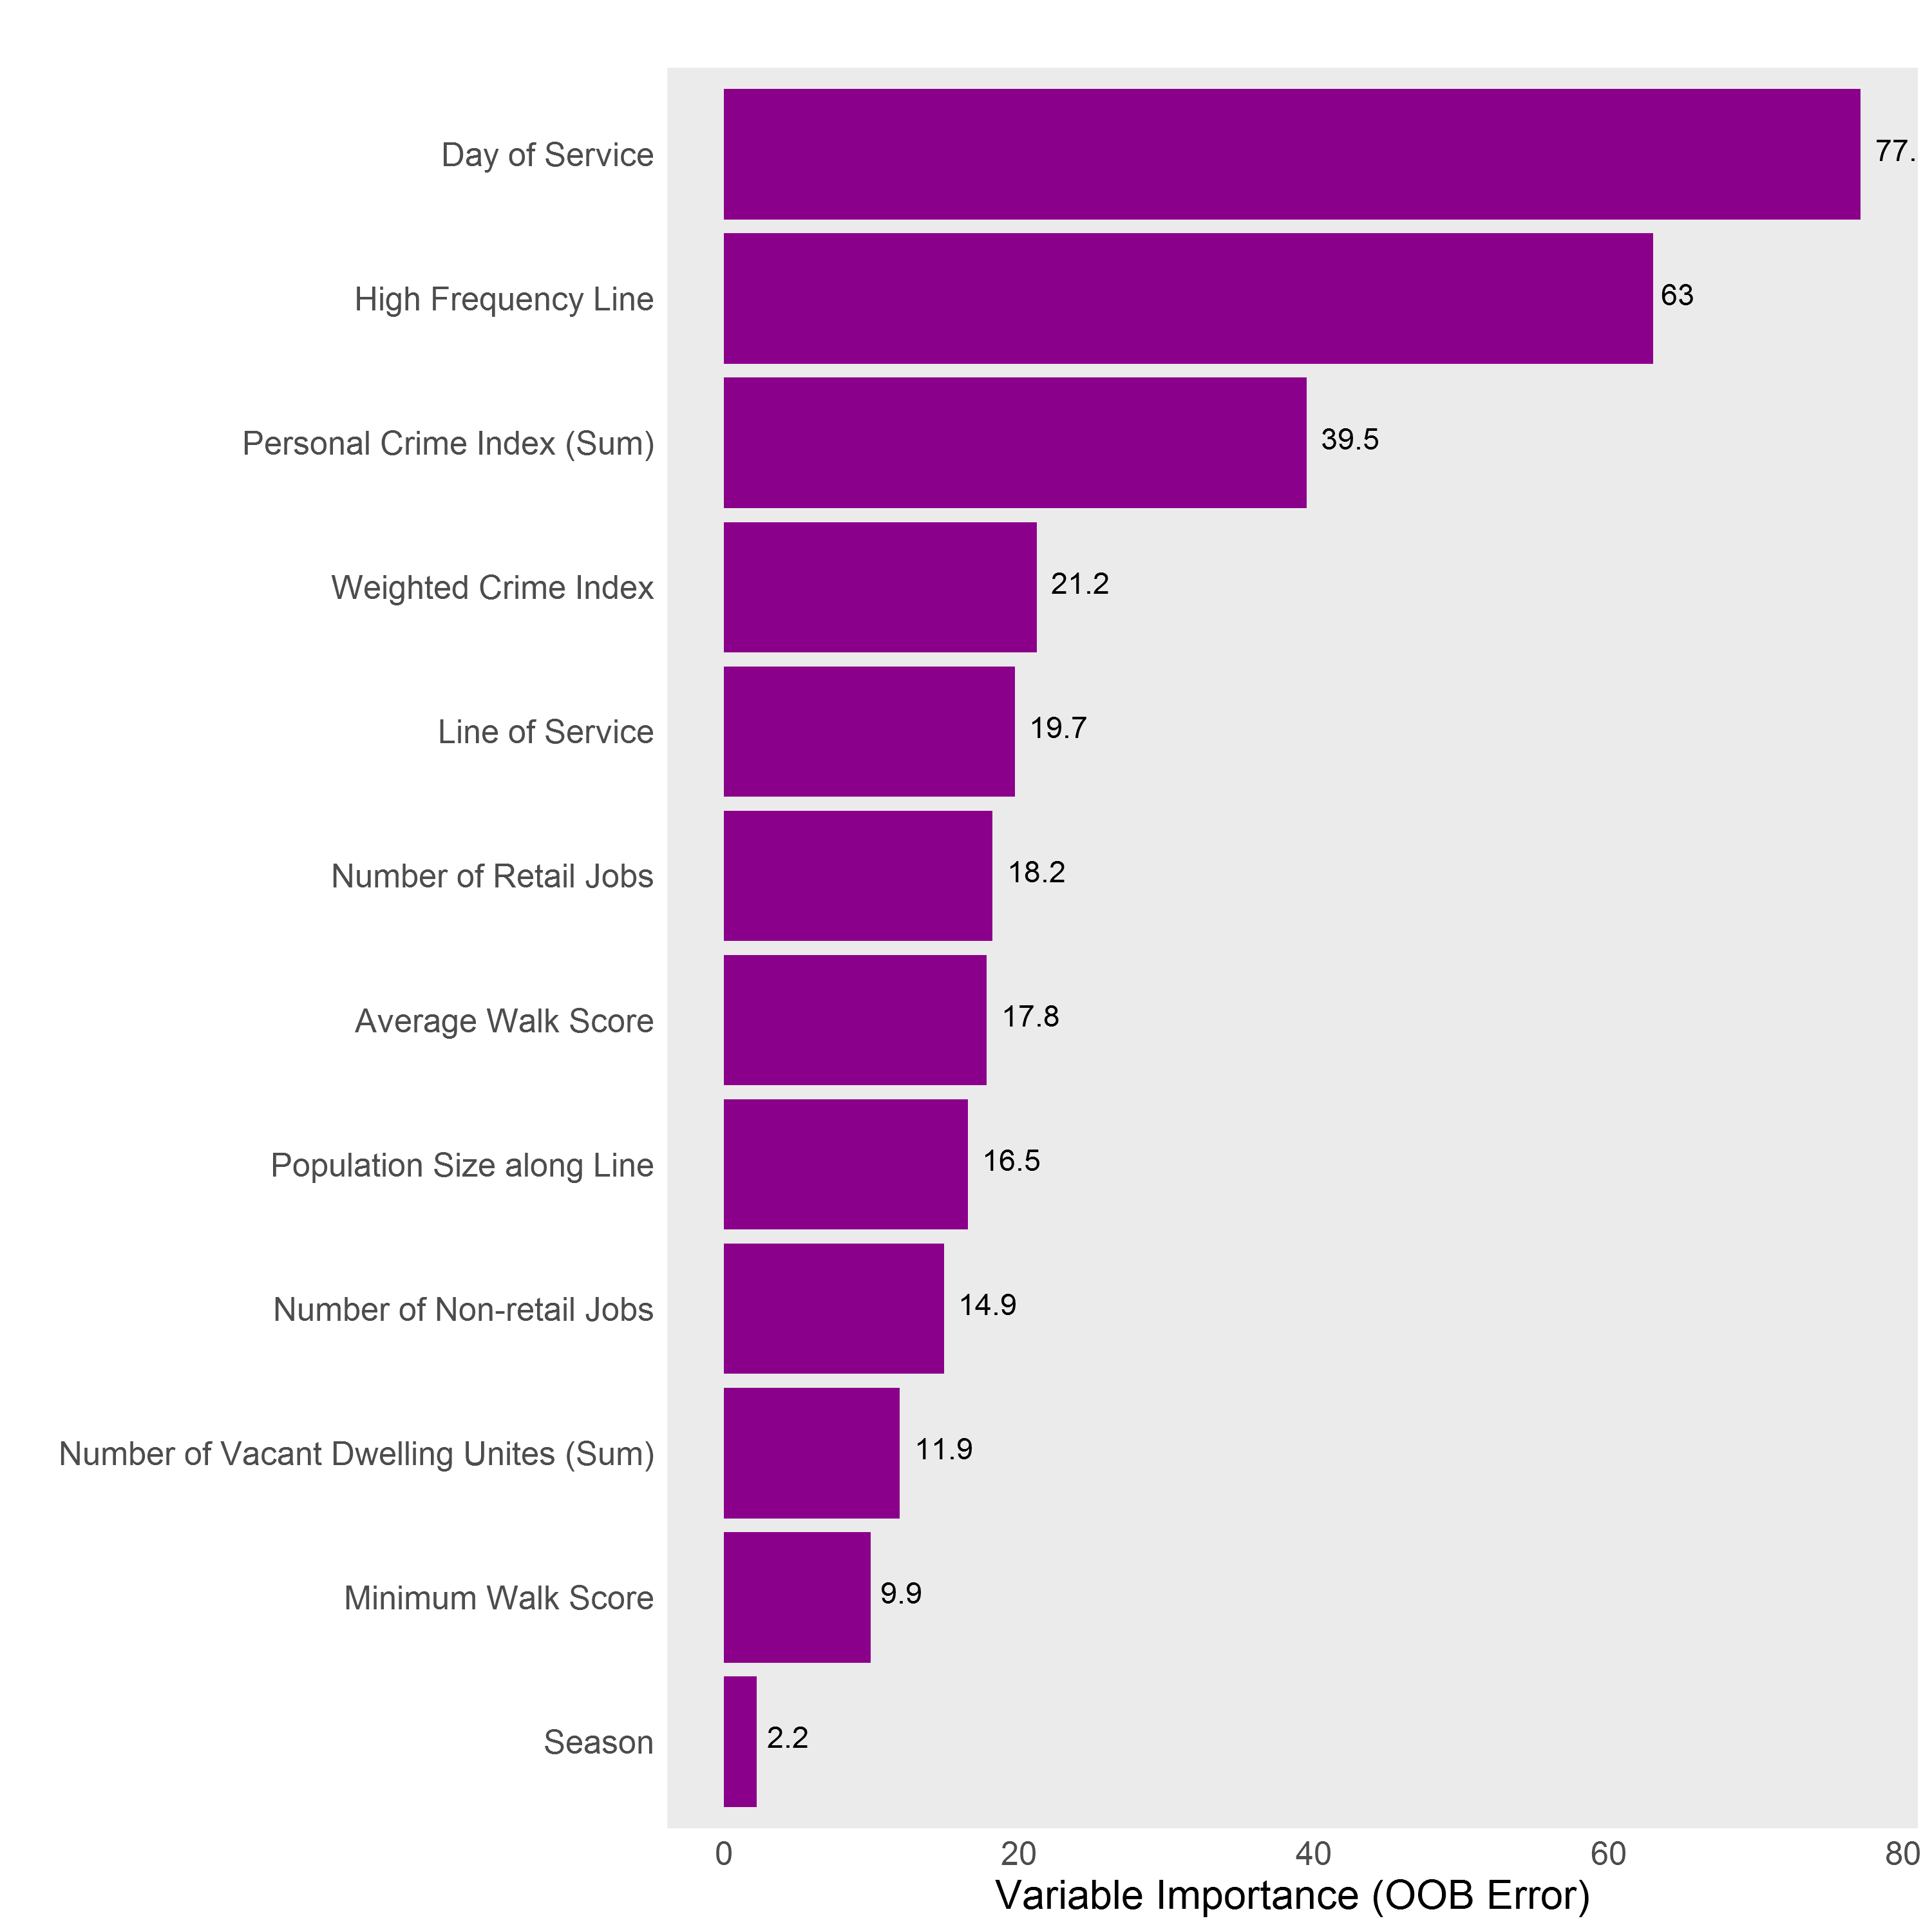 Day of Service 77.
High Frequency Line 63
Personal Crime Index (Sum) 39.5
Weighted Crime Index 21.2
Line of Service 19.7
Number of Retail Jobs 18.2
Average Walk Score 17.8
Population Size along Line 16.5
Number of Non-retail Jobs 14.9
Number of Vacant Dwelling Unites (Sum) 11.9
Minimum Walk Score 9.9
Season 2.2
0 20 40 60 80
Variable Importance (OOB Error)